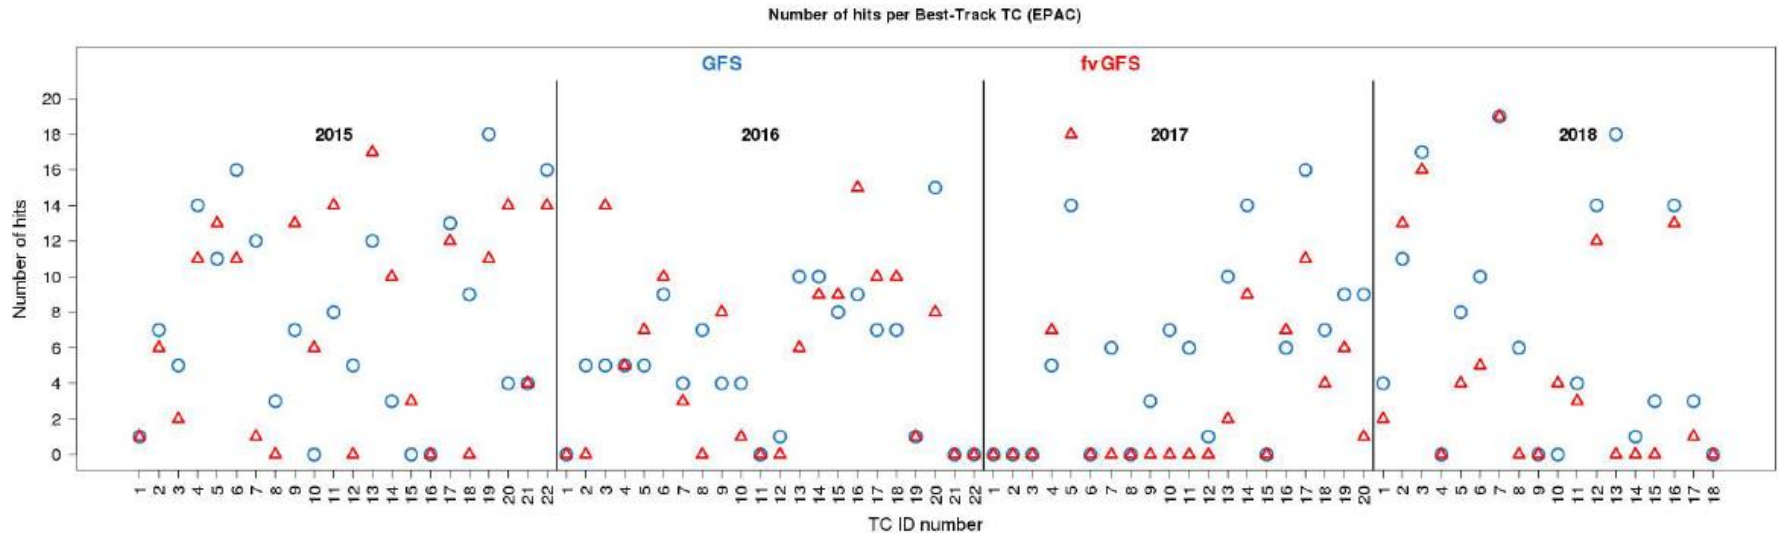 Number of hits per Best-Track TC (EPAC)
GFS fvGFS
20
18
16
14
12
10
8
6
4
2
0
2015 2016 2017 2018
Number of hits
1 2 3 4 5 6 7 8 9 10 11 12 13 14 15 16 17 18 19 20 21 22 1 2 3 4 5 6 7 8 9 10 11 12 13 14 15 16 17 18 19 20 21 22 1 2 3 4 5 6 7 8 9 10 11 12 13 14 15 16 17 18 19 20 1 2 3 4 5 6 7 8 9 10 11 12 13 14 15 16 17 18
TC ID number